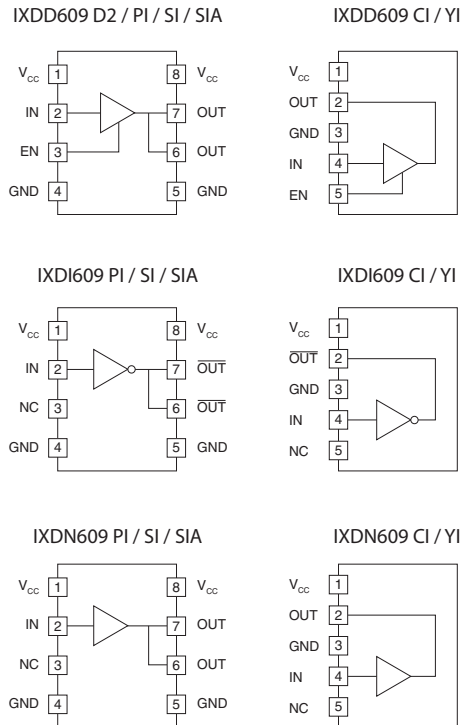 IXDD609 D2 / PI / SI / SIA
VCC 1 8 VCC
IN 2 7 OUT
EN 3 6 OUT
GND 4 5 GND
IXDD609 CI / YI
VCC 1
OUT 2
GND 3
IN 4
EN 5
IXDI609 PI / SI / SIA
VCC 1 8 VCC
IN 2 7 OUT
NC 3 6 OUT
GND 4 5 GND
IXDI609 CI / YI
VCC 1
OUT 2
GND 3
IN 4
NC 5
IXDN609 PI / SI / SIA
VCC 1 8 VCC
IN 2 7 OUT
NC 3 6 OUT
GND 4 5 GND
IXDN609 CI / YI
VCC 1
OUT 2
GND 3
IN 4
NC 5